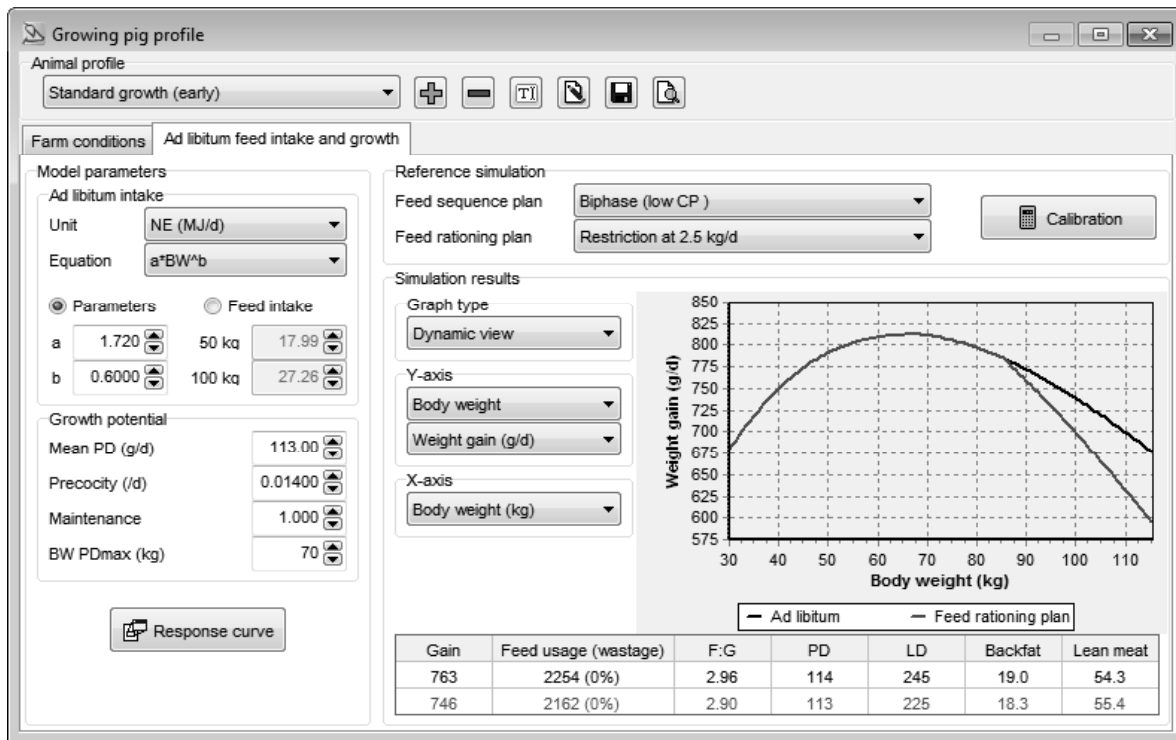 Growing pig profile
Animal profile
Standard growth (early)
TI
Farm conditions
Ad libitum feed intake and growth
Model parameters
Ad libitum intake
Unit NE (MJ/d)
Equation a*BW^b
Parameters Feed intake
a 1.720 50 kg 17.99
b 0.6000 100 kg 27.26
Growth potential
Mean PD (g/d) 113.00
Precocity (/d) 0.01400
Maintenance 1.000
BW PDmax (kg) 70
Response curve
Reference simulation
Feed sequence plan Biphase (low CP )
Feed rationing plan Restriction at 2.5 kg/d
Calibration
Simulation results
Graph type
Dynamic view
Y-axis
Body weight
Weight gain (g/d)
X-axis
Body weight (kg)
Weight gain (g/d)
850
825
800
775
750
725
700
675
650
625
600
575
30 40 50 60 70 80 90 100 110
Body weight (kg)
Ad libitum Feed rationing plan
Gain Feed usage (wastage) F:G PD LD Backfat Lean meat
763 2254 (0%) 2.96 114 245 19.0 54.3
746 2162 (0%) 2.90 113 225 18.3 55.4